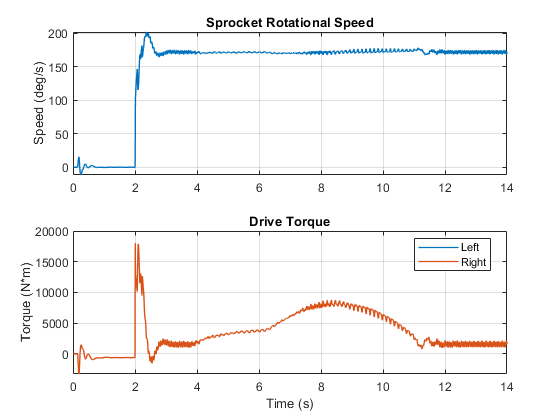 Sprocket Rotational Speed
200
150
100
50
0
Speed (deg/s)
0 2 4 6 8 10 12 14
Drive Torque
20000
15000
10000
5000
0
Torque (N*m)
Left
Right
0 2 4 6 8 10 12 14
Time (s)